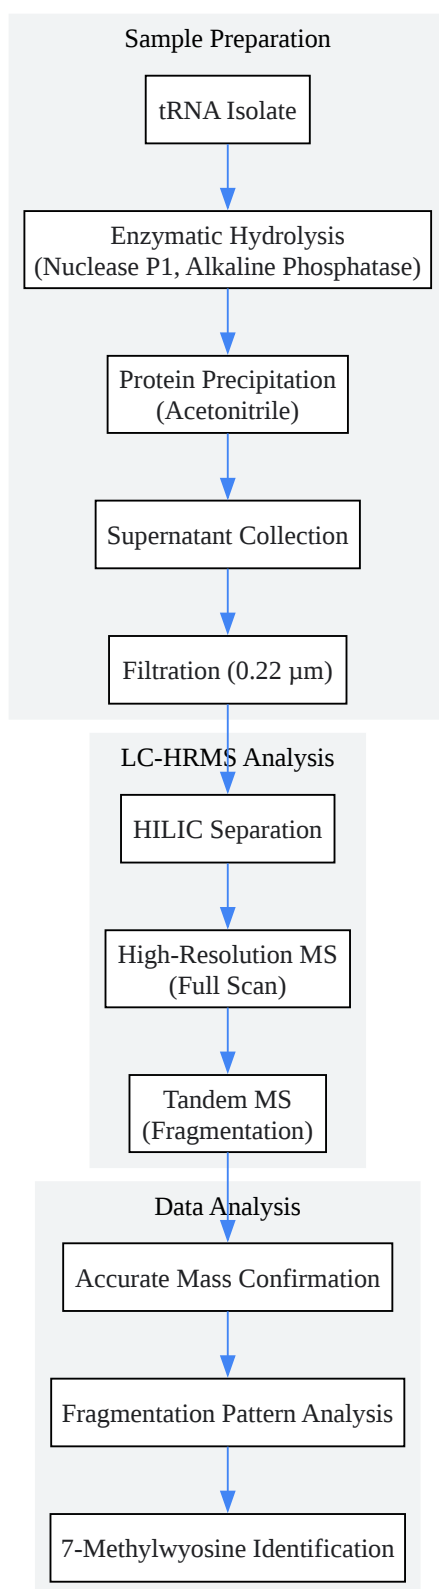 Sample Preparation
tRNA Isolate
Enzymatic Hydrolysis
(Nuclease P1, Alkaline Phosphatase)
Protein Precipitation
(Acetonitrile)
Supernatant Collection
Filtration (0.22 µm)
LC-HRMS Analysis
HILIC Separation
High-Resolution MS
(Full Scan)
Tandem MS
(Fragmentation)
Data Analysis
Accurate Mass Confirmation
Fragmentation Pattern Analysis
7-Methylwyosine Identification